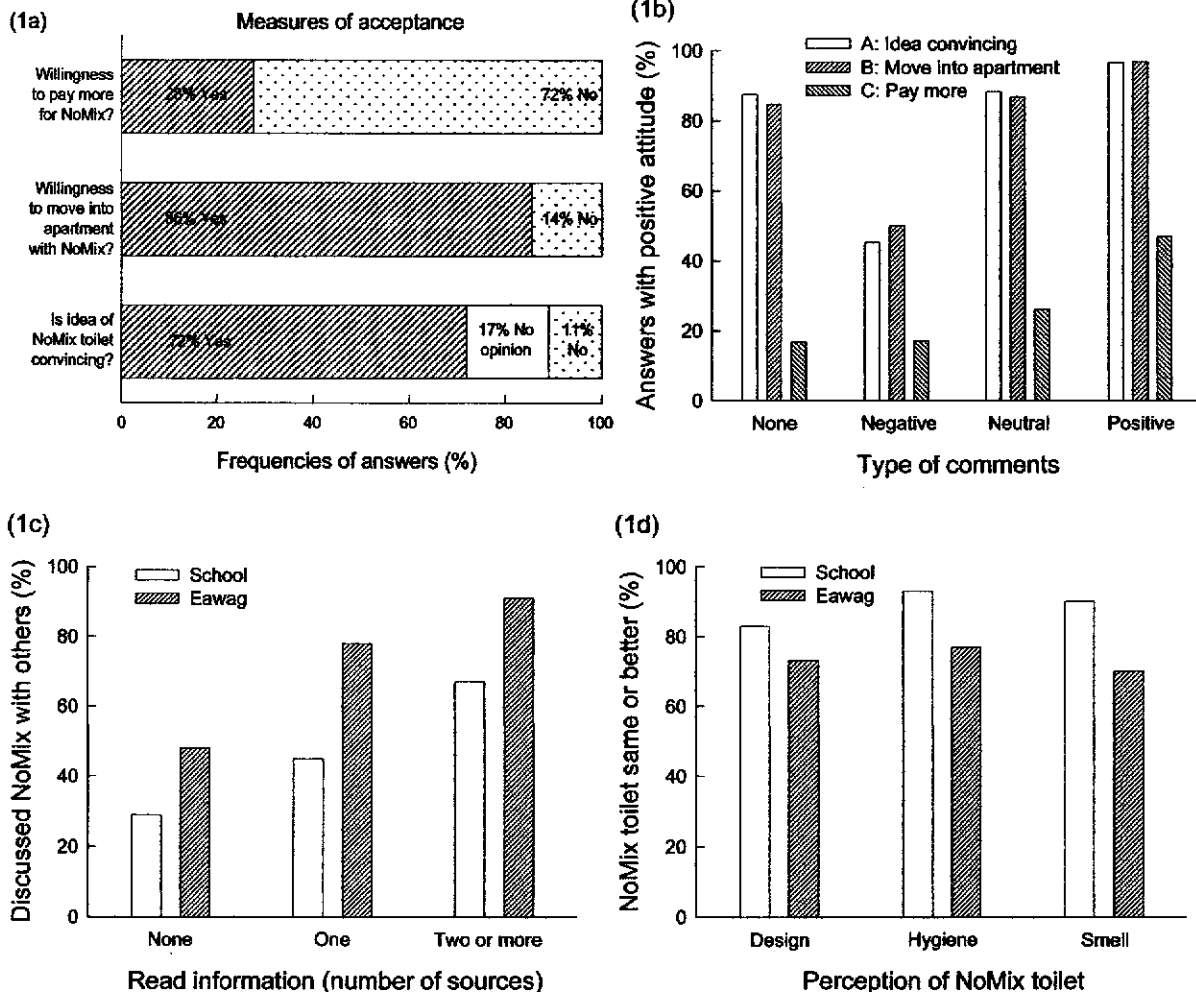 (1a)
Measures of acceptance
Willingness
to pay more
for NoMix?
28% Yes
72% No
Willingness
to move into
apartment
with NoMix?
86% Yes
14% No
Is idea of
NoMix toilet
convincing?
72% Yes
17% No
opinion
11%
No
0 20 40 60 80 100
Frequencies of answers (%)
(1b)
A: Idea convincing
B: Move into apartment
C: Pay more
Answers with positive attitude (%)
100
80
60
40
20
0
None Negative Neutral Positive
Type of comments
(1c)
School
Eawag
Discussed NoMix with others (%)
100
80
60
40
20
0
None One Two or more
Read information (number of sources)
(1d)
School
Eawag
NoMix toilet same or better (%)
100
80
60
40
20
0
Design Hygiene Smell
Perception of NoMix toilet